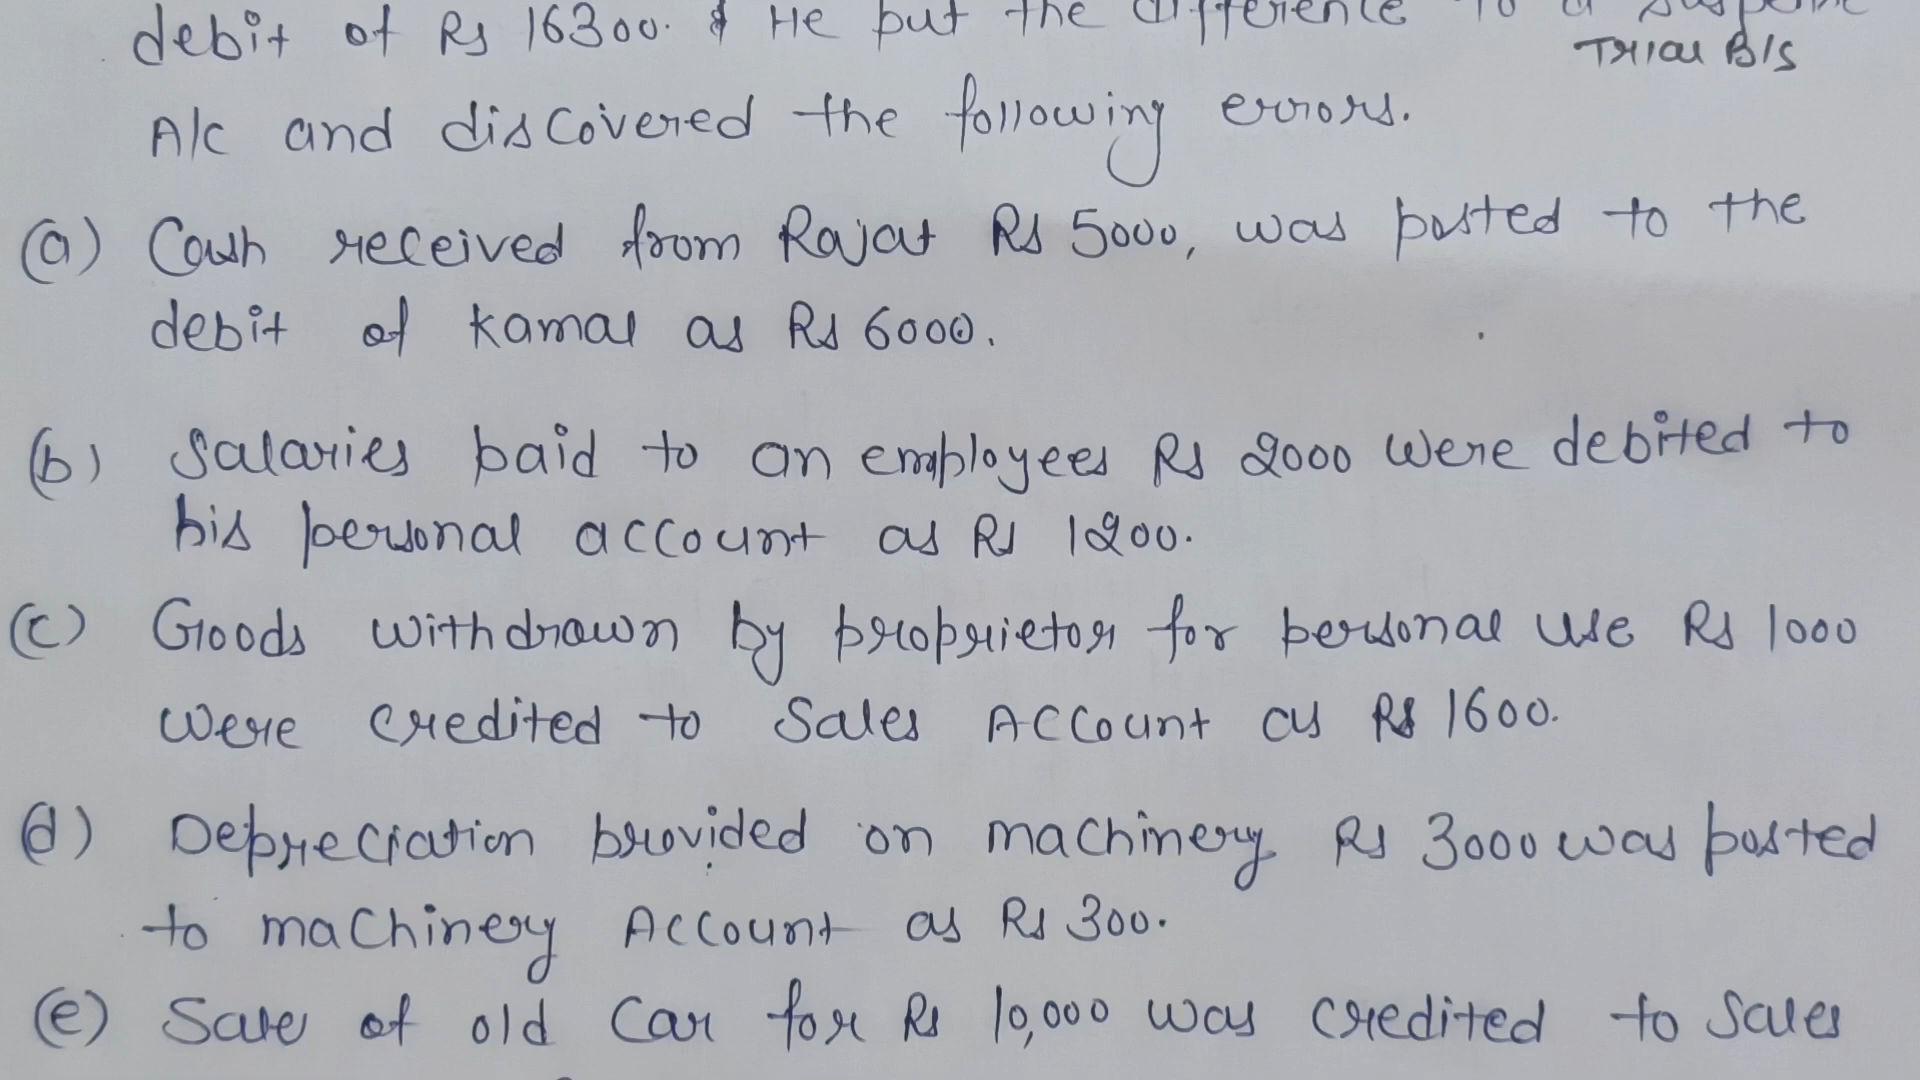 debit of Rs 16300. He put the difference to a suspense
Trial B/S
A/c and discovered the following errors.
(a) Cash received from Rajat Rs 5000, was posted to the
debit of Kamal as Rs 6000.
(b) Salaries paid to an employees Rs 2000 were debited to
his personal account as Rs 1200.
(c) Goods withdrawn by proprietor for personal use Rs 1000
were credited to Sales Account as Rs 1600.
(d) Depreciation provided on machinery Rs 3000 was posted
to machinery Account as Rs 300.
(e) Sale of old Car for Rs 10,000 was credited to Sales